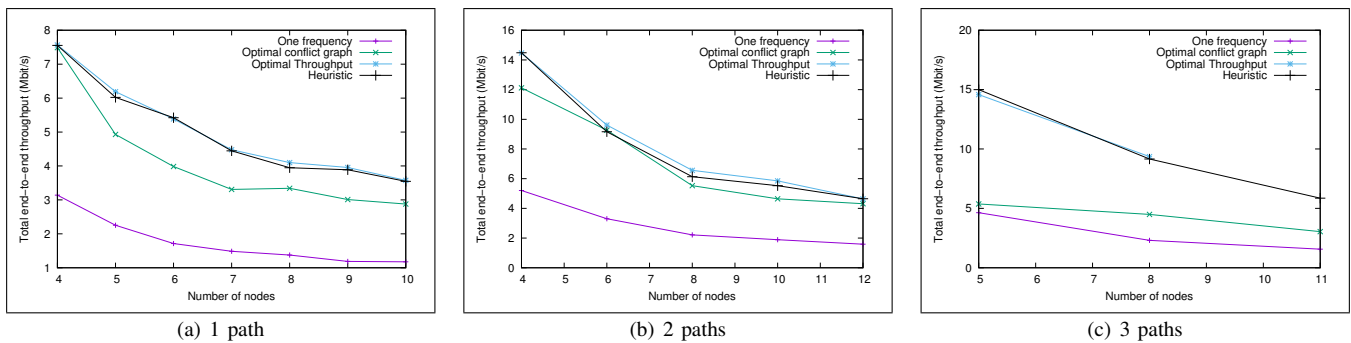 8
7
6
5
4
3
2
1
4 5 6 7 8 9 10
Total end-to-end throughput (Mbit/s)
Number of nodes
One frequency
Optimal conflict graph
Optimal Throughput
Heuristic
(a) 1 path
16
14
12
10
8
6
4
2
0
4 5 6 7 8 9 10 11 12
Total end-to-end throughput (Mbit/s)
Number of nodes
One frequency
Optimal conflict graph
Optimal Throughput
Heuristic
(b) 2 paths
20
15
10
5
0
5 6 7 8 9 10 11
Total end-to-end throughput (Mbit/s)
Number of nodes
One frequency
Optimal conflict graph
Optimal Throughput
Heuristic
(c) 3 paths